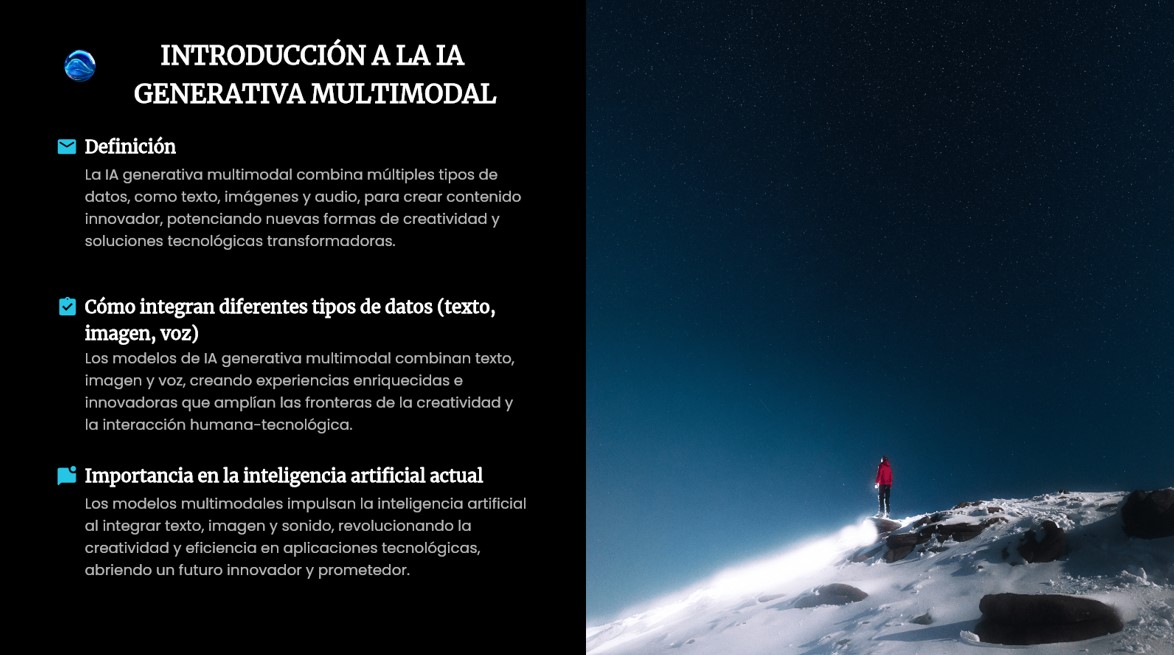 INTRODUCCIÓN A LA IA
GENERATIVA MULTIMODAL
Definición
La IA generativa multimodal combina múltiples tipos de
datos, como texto, imágenes y audio, para crear contenido
innovador, potenciando nuevas formas de creatividad y
soluciones tecnológicas transformadoras.
Cómo integran diferentes tipos de datos (texto,
imagen, voz)
Los modelos de IA generativa multimodal combinan texto,
imagen y voz, creando experiencias enriquecidas e
innovadoras que amplían las fronteras de la creatividad y
la interacción humana-tecnológica.
Importancia en la inteligencia artificial actual
Los modelos multimodales impulsan la inteligencia artificial
al integrar texto, imagen y sonido, revolucionando la
creatividad y eficiencia en aplicaciones tecnológicas,
abriendo un futuro innovador y prometedor.